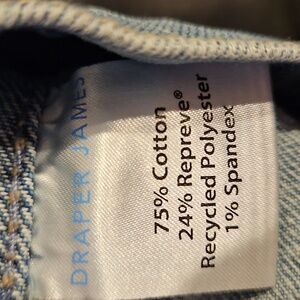 DRAPER JAMES
75% Cotton
24% Repreve®
Recycled Polyester
1% Spandex